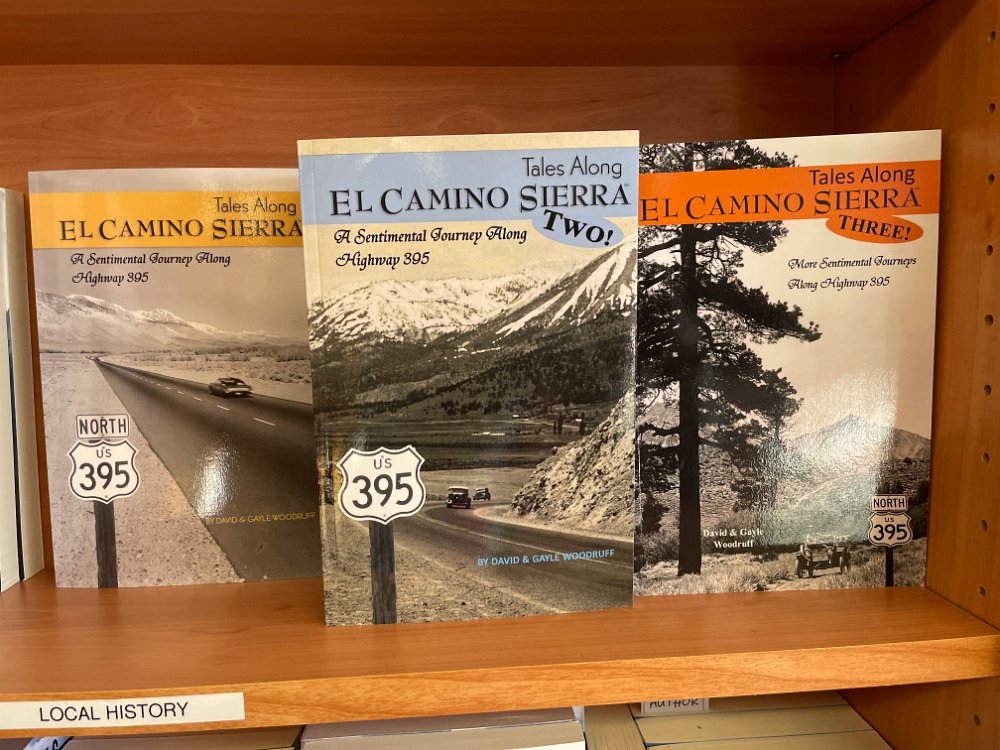 Tales Along
EL CAMINO SIERRA
A Sentimental Journey Along
Highway 395
NORTH
US
395
BY DAVID & GAYLE WOODRUFF
Tales Along
EL CAMINO SIERRA
TWO!
A Sentimental Journey Along
Highway 395
US
395
BY DAVID & GAYLE WOODRUFF
Tales Along
EL CAMINO SIERRA
THREE!
More Sentimental Journeys
Along Highway 395
David & Gayle
Woodruff
NORTH
US
395
LOCAL HISTORY
AUTHOR